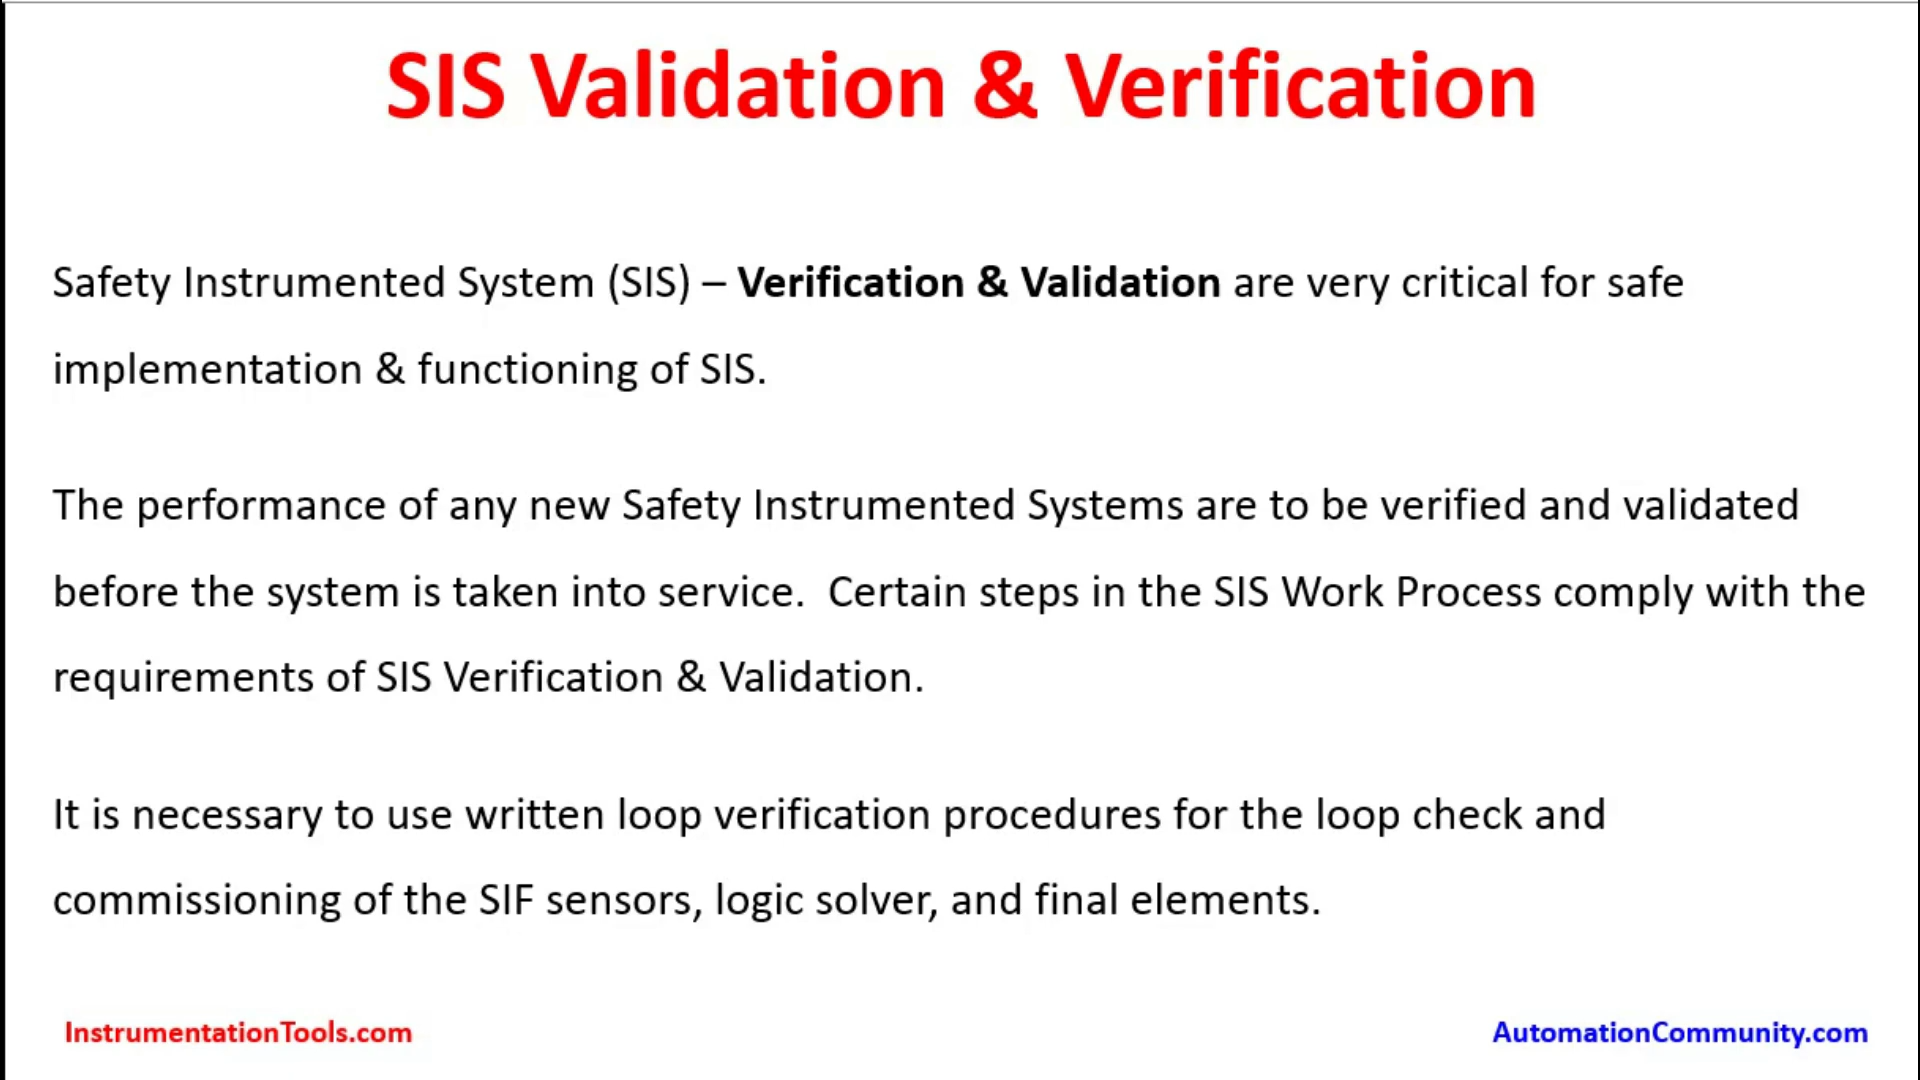 SIS Validation & Verification
Safety Instrumented System (SIS) – Verification & Validation are very critical for safe
implementation & functioning of SIS.
The performance of any new Safety Instrumented Systems are to be verified and validated
before the system is taken into service.  Certain steps in the SIS Work Process comply with the
requirements of SIS Verification & Validation.
It is necessary to use written loop verification procedures for the loop check and
commissioning of the SIF sensors, logic solver, and final elements.
InstrumentationTools.com
AutomationCommunity.com